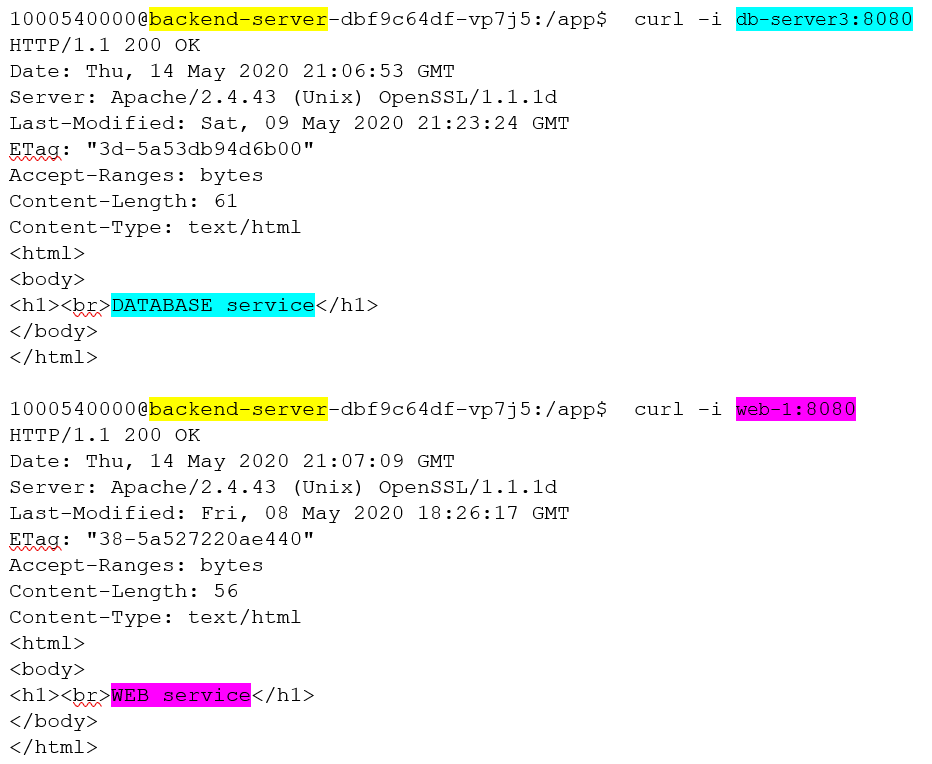 1000540000@backend-server-dbf9c64df-vp7j5:/app$  curl -i db-server3:8080
HTTP/1.1 200 OK
Date: Thu, 14 May 2020 21:06:53 GMT
Server: Apache/2.4.43 (Unix) OpenSSL/1.1.1d
Last-Modified: Sat, 09 May 2020 21:23:24 GMT
ETag: "3d-5a53db94d6b00"
Accept-Ranges: bytes
Content-Length: 61
Content-Type: text/html
<html>
<body>
<h1><br>DATABASE service</h1>
</body>
</html>

1000540000@backend-server-dbf9c64df-vp7j5:/app$  curl -i web-1:8080
HTTP/1.1 200 OK
Date: Thu, 14 May 2020 21:07:09 GMT
Server: Apache/2.4.43 (Unix) OpenSSL/1.1.1d
Last-Modified: Fri, 08 May 2020 18:26:17 GMT
ETag: "38-5a527220ae440"
Accept-Ranges: bytes
Content-Length: 56
Content-Type: text/html
<html>
<body>
<h1><br>WEB service</h1>
</body>
</html>